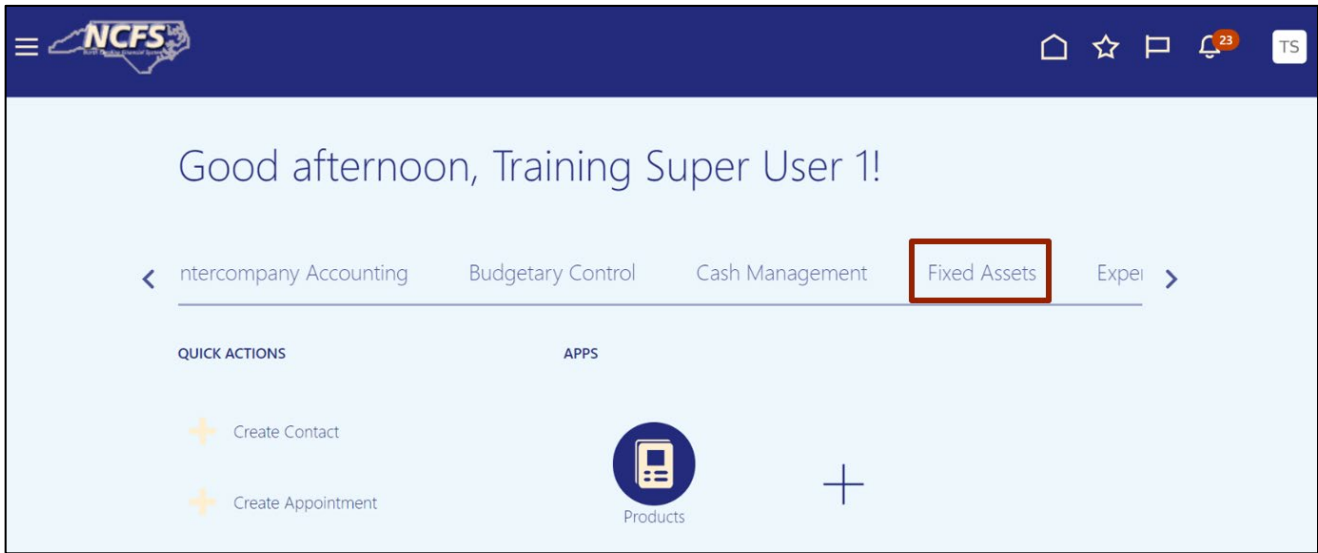 NCFS
23
TS
Good afternoon, Training Super User 1!
ntercompany Accounting Budgetary Control Cash Management Fixed Assets Exper
QUICK ACTIONS APPS
Create Contact
Create Appointment
Products